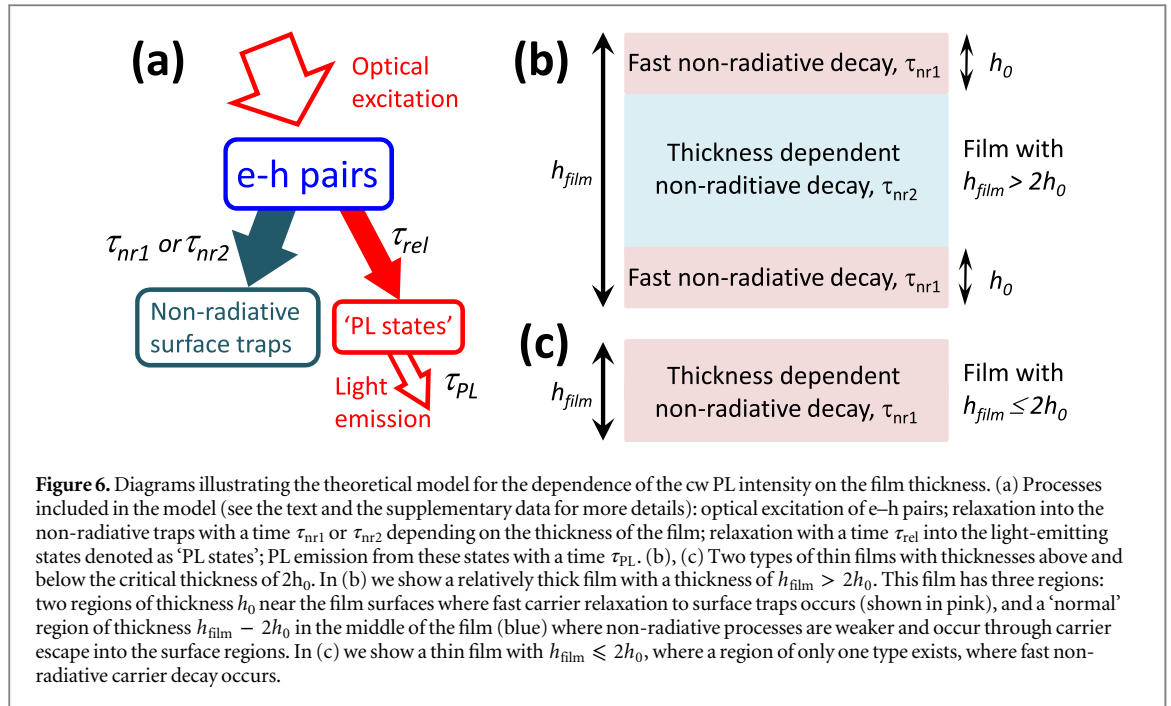 (a)
Optical
excitation
e-h pairs
τnr1 or τnr2
τrel
Non-radiative
surface traps
'PL states'
Light
emission
τPL
(b)
Fast non-radiative decay, τnr1
h0
hfilm
Thickness dependent
non-raditiave decay, τnr2
Film with
hfilm > 2h0
Fast non-radiative decay, τnr1
h0
(c)
hfilm
Thickness dependent
non-radiative decay, τnr1
Film with
hfilm ≤ 2h0
Figure 6. Diagrams illustrating the theoretical model for the dependence of the cw PL intensity on the film thickness. (a) Processes
included in the model (see the text and the supplementary data for more details): optical excitation of e–h pairs; relaxation into the
non-radiative traps with a time τnr1 or τnr2 depending on the thickness of the film; relaxation with a time τrel into the light-emitting
states denoted as 'PL states'; PL emission from these states with a time τPL. (b), (c) Two types of thin films with thicknesses above and
below the critical thickness of 2h0. In (b) we show a relatively thick film with a thickness of hfilm > 2h0. This film has three regions:
two regions of thickness h0 near the film surfaces where fast carrier relaxation to surface traps occurs (shown in pink), and a 'normal'
region of thickness hfilm − 2h0 in the middle of the film (blue) where non-radiative processes are weaker and occur through carrier
escape into the surface regions. In (c) we show a thin film with hfilm ⩽ 2h0, where a region of only one type exists, where fast non-
radiative carrier decay occurs.